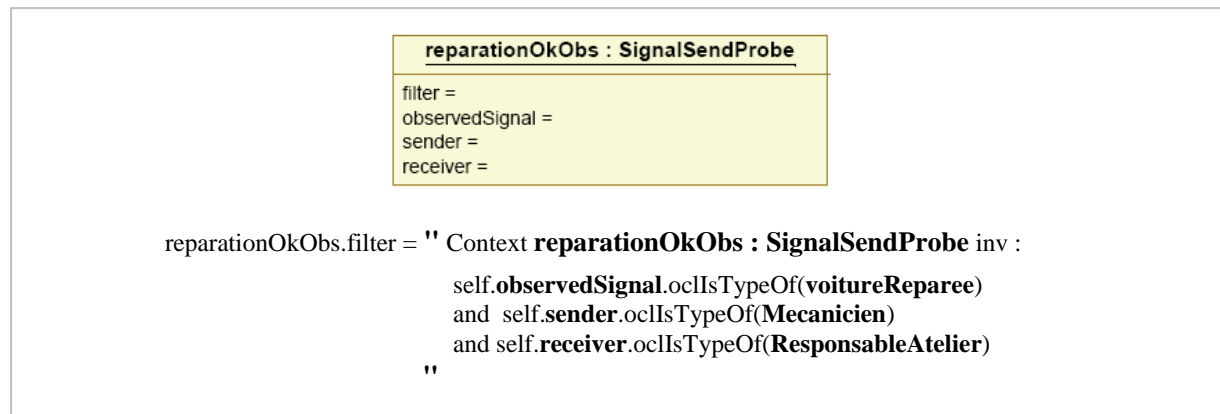 reparationOkObs : SignalSendProbe
filter =
observedSignal =
sender =
receiver =
reparationOkObs.filter = " Context reparationOkObs : SignalSendProbe inv :
self.observedSignal.oclIsTypeOf(voitureReparee)
and self.sender.oclIsTypeOf(Mecanicien)
and self.receiver.oclIsTypeOf(ResponsableAtelier)
"